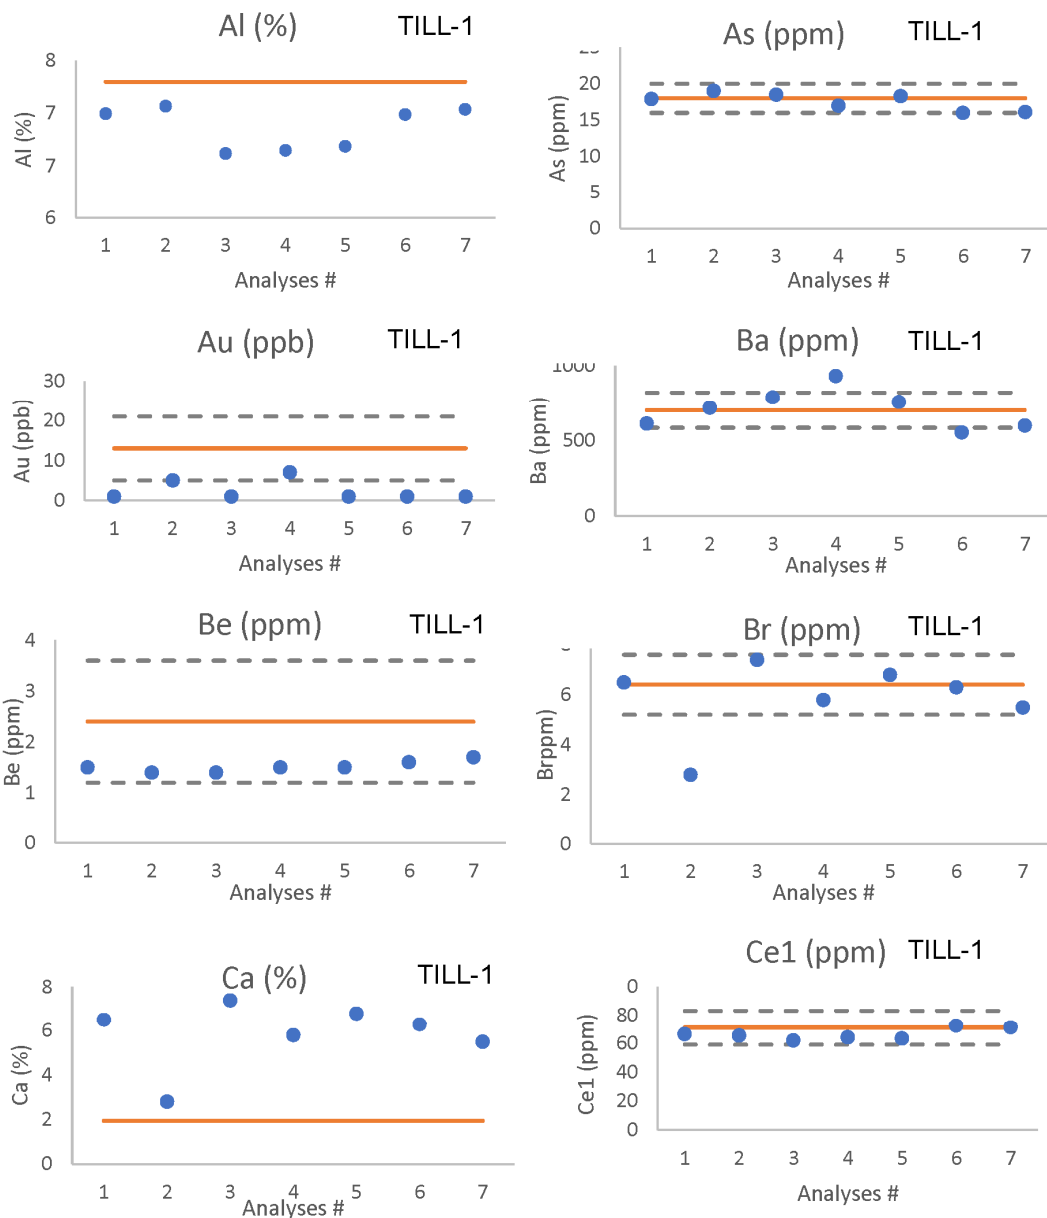 Al (%) TILL-1
8
7
7
6
Al (%)
1 2 3 4 5 6 7
Analyses #
As (ppm) TILL-1
25
20
15
10
5
0
As (ppm)
1 2 3 4 5 6 7
Analyses #
Au (ppb) TILL-1
30
20
10
0
Au (ppb)
1 2 3 4 5 6 7
Analyses #
Ba (ppm) TILL-1
1000
500
0
Ba (ppm)
1 2 3 4 5 6 7
Analyses #
Be (ppm) TILL-1
4
3
2
1
0
Be (ppm)
1 2 3 4 5 6 7
Analyses #
Br (ppm) TILL-1
6
4
2
0
Brppm)
1 2 3 4 5 6 7
Analyses #
Ca (%) TILL-1
8
6
4
2
0
Ca (%)
1 2 3 4 5 6 7
Analyses #
Ce1 (ppm) TILL-1
0
80
60
40
20
0
Ce1 (ppm)
1 2 3 4 5 6 7
Analyses #